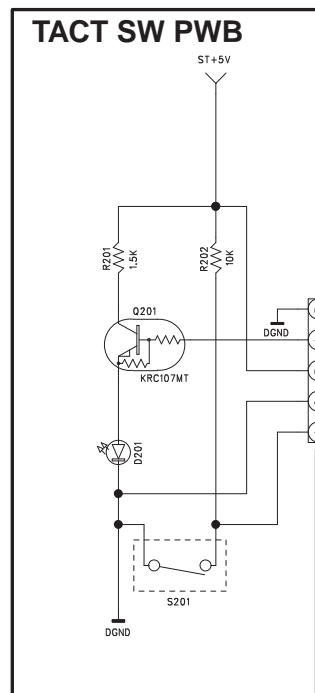 TACT SW PWB
ST+5V
R201
1.5K
R202
10K
Q201
DGND
KRC107MT
D201
S201
DGND